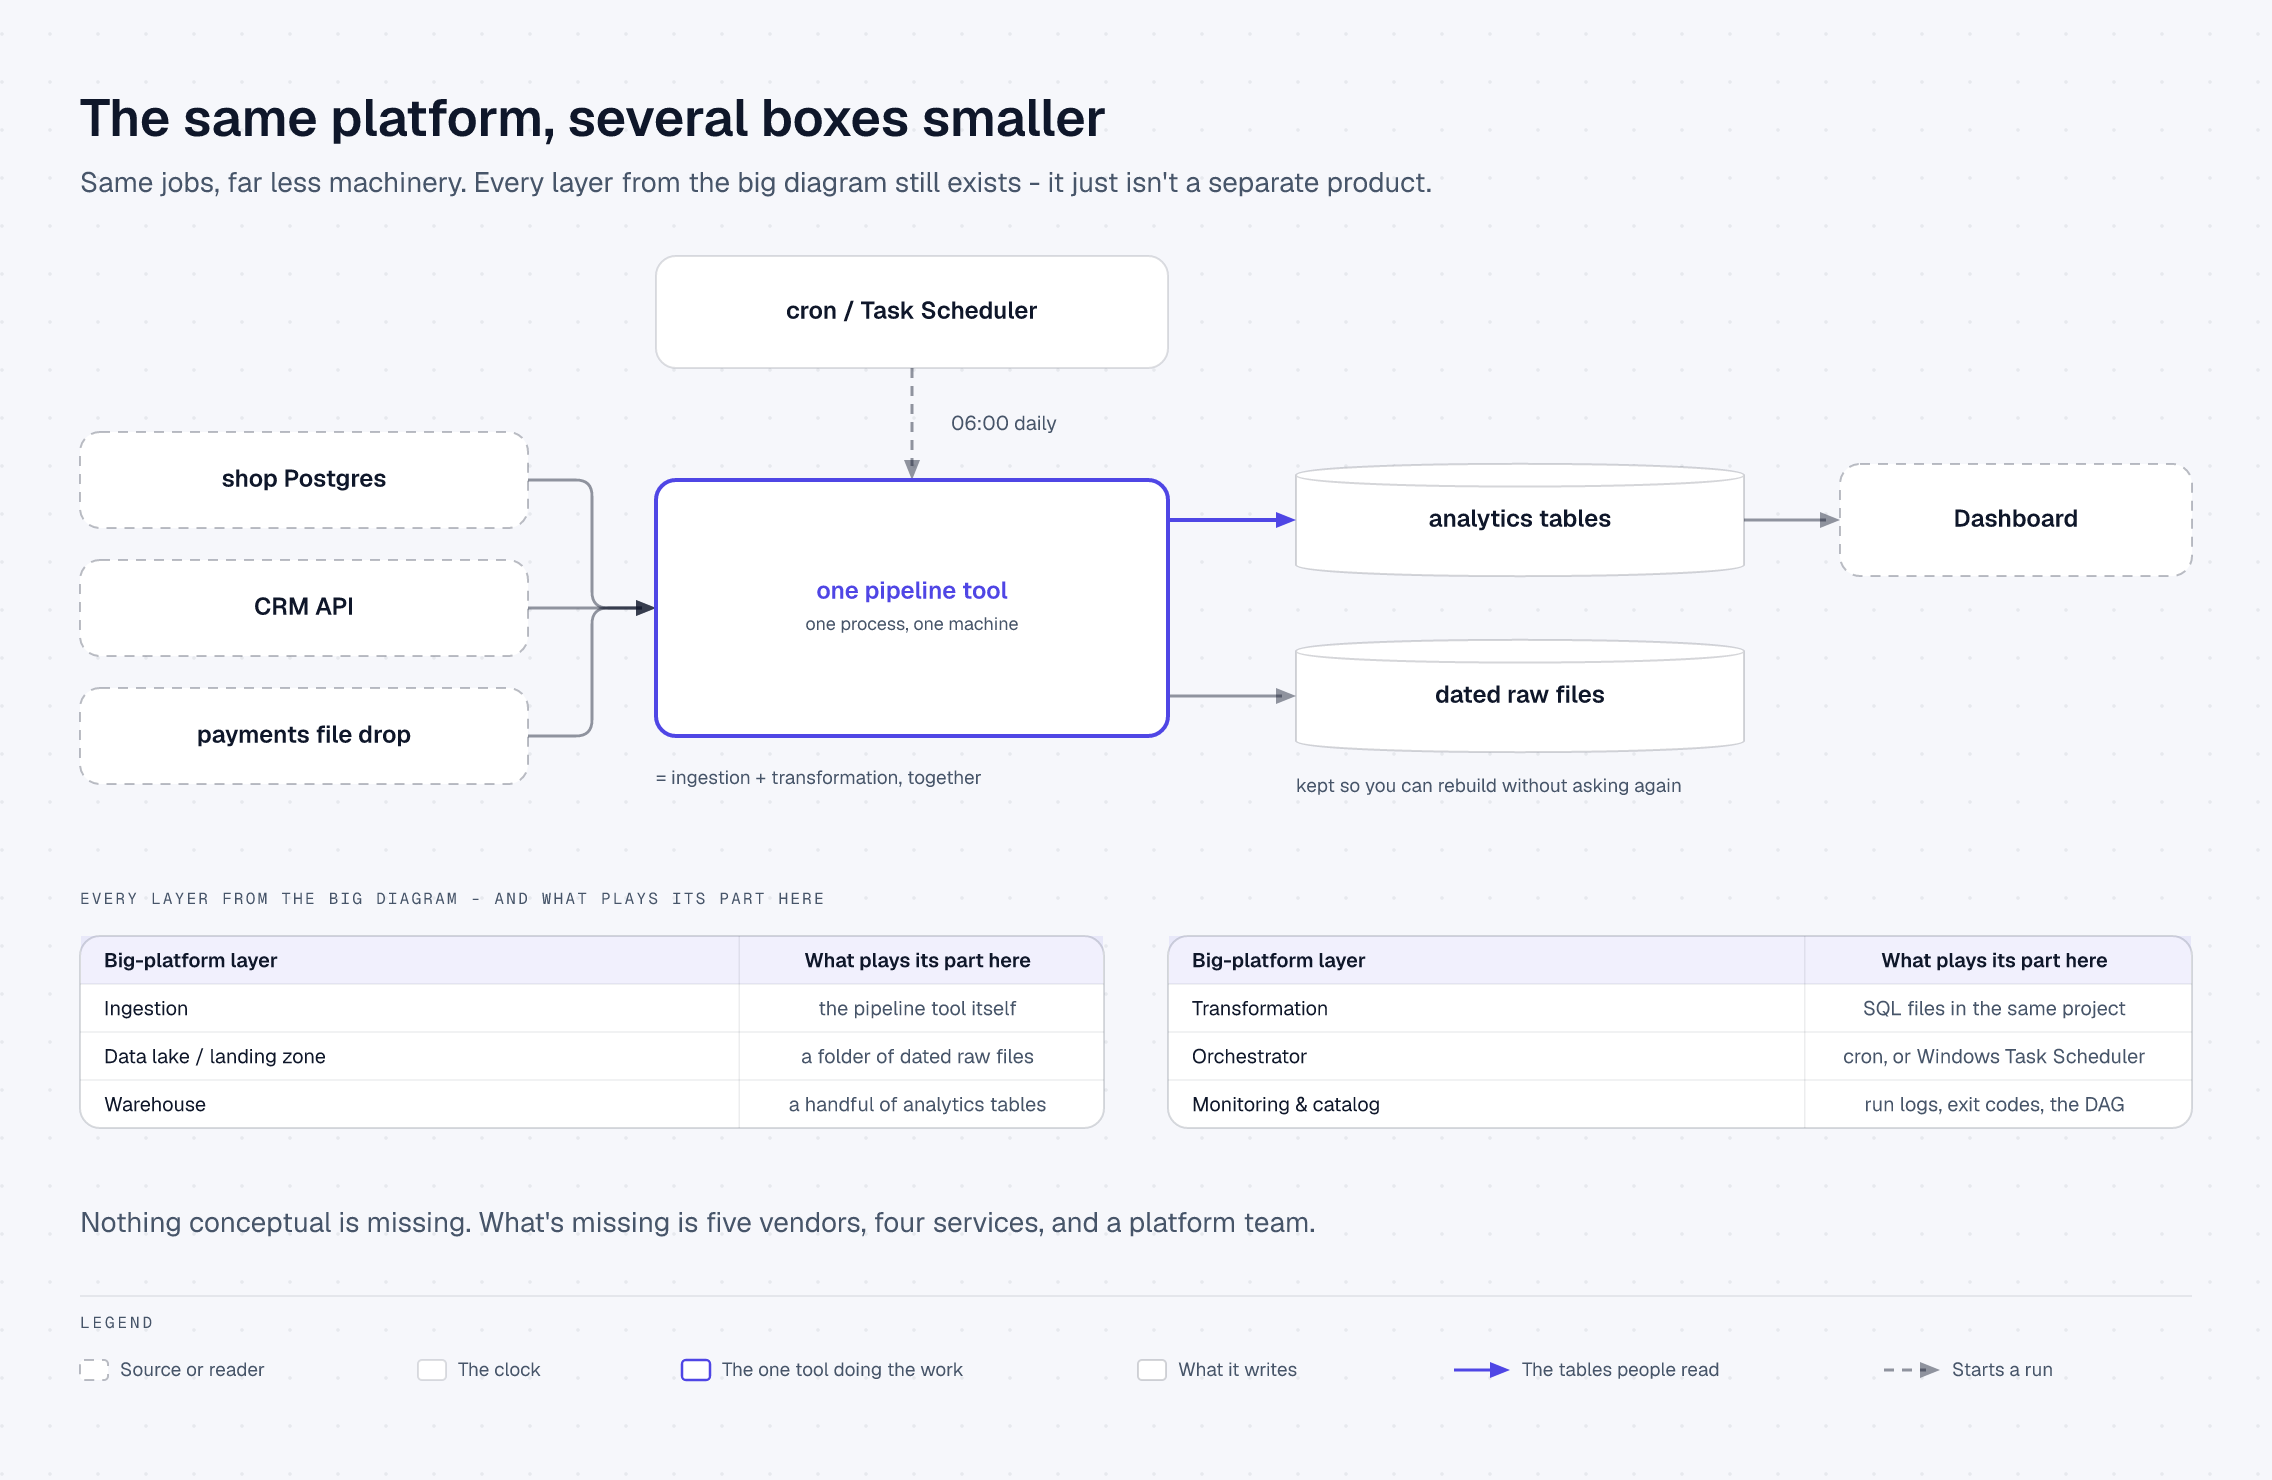 The same platform, several boxes smaller
Same jobs, far less machinery. Every layer from the big diagram still exists - it just isn't a separate product.
cron / Task Scheduler
06:00 daily
shop Postgres
CRM API
payments file drop
one pipeline tool
one process, one machine
= ingestion + transformation, together
analytics tables
Dashboard
dated raw files
kept so you can rebuild without asking again
EVERY LAYER FROM THE BIG DIAGRAM - AND WHAT PLAYS ITS PART HERE
Big-platform layer What plays its part here
Ingestion the pipeline tool itself
Data lake / landing zone a folder of dated raw files
Warehouse a handful of analytics tables
Big-platform layer What plays its part here
Transformation SQL files in the same project
Orchestrator cron, or Windows Task Scheduler
Monitoring & catalog run logs, exit codes, the DAG
Nothing conceptual is missing. What's missing is five vendors, four services, and a platform team.
LEGEND
Source or reader The clock The one tool doing the work What it writes The tables people read Starts a run